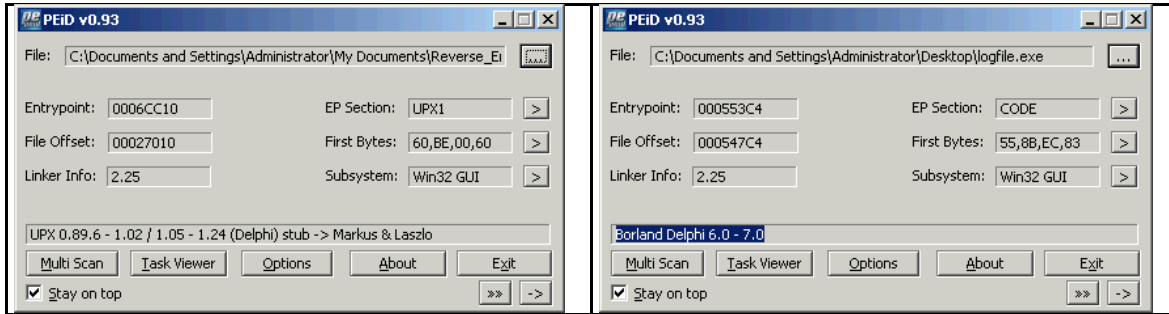 PEiD v0.93
File: C:\Documents and Settings\Administrator\My Documents\Reverse_Er ...
Entrypoint: 0006CC10 EP Section: UPX1 >
File Offset: 00027010 First Bytes: 60,BE,00,60 >
Linker Info: 2.25 Subsystem: Win32 GUI >
UPX 0.89.6 - 1.02 / 1.05 - 1.24 (Delphi) stub -> Markus & Laszlo
Multi Scan Task Viewer Options About Exit
Stay on top »» ->
PEiD v0.93
File: C:\Documents and Settings\Administrator\Desktop\logfile.exe ...
Entrypoint: 000553C4 EP Section: CODE >
File Offset: 000547C4 First Bytes: 55,8B,EC,83 >
Linker Info: 2.25 Subsystem: Win32 GUI >
Borland Delphi 6.0 - 7.0
Multi Scan Task Viewer Options About Exit
Stay on top »» ->